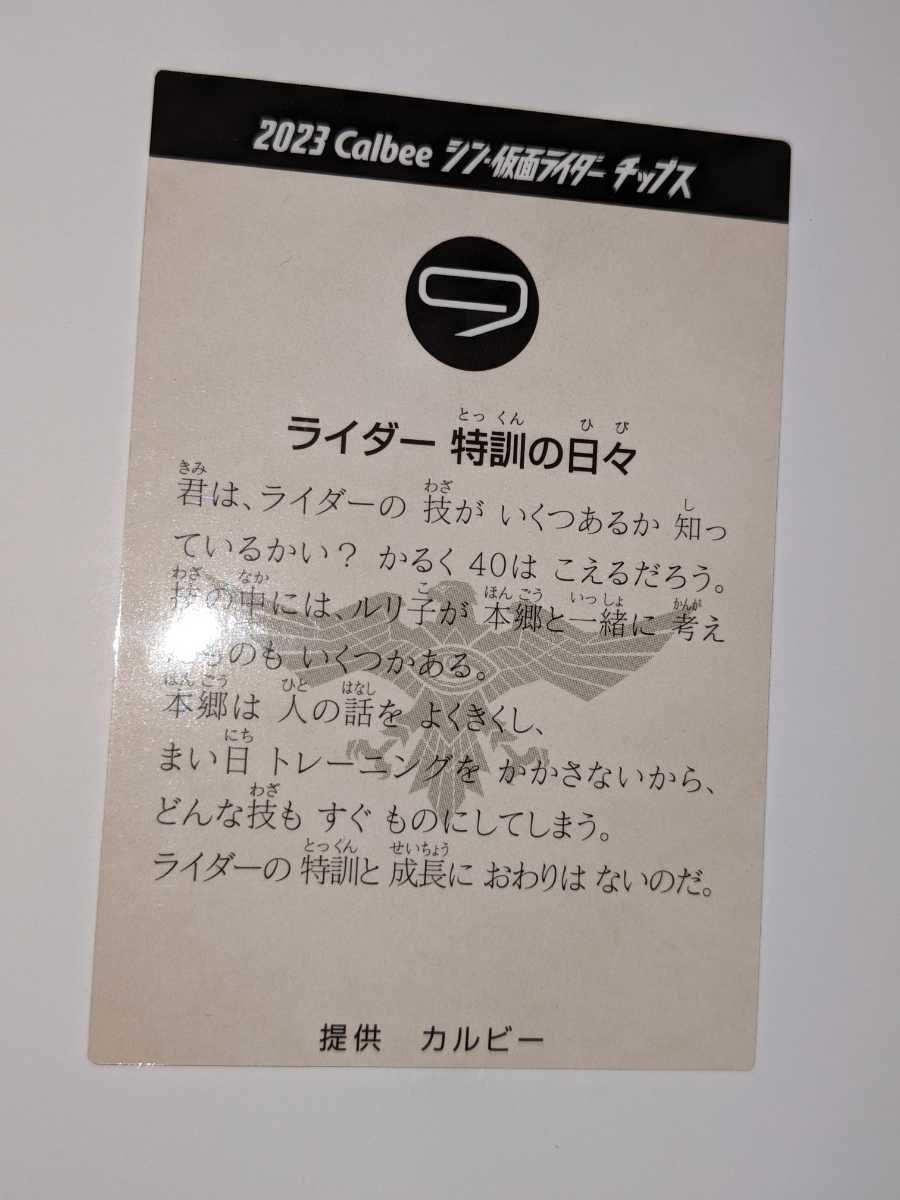 2023 Calbee シン・仮面ライダー チップス
9
ライダー 特訓の日々
君は、ライダーの 技が いくつあるか 知っ
ているかい？ かるく 40は こえるだろう。
技の中には、ルリ子が 本郷と一緒に 考え
たものも いくつかある。
本郷は 人の話を よくきくし、
まい日 トレーニングを かかさないから、
どんな技も すぐ ものにしてしまう。
ライダーの 特訓と 成長に おわりは ないのだ。
提供　カルビー